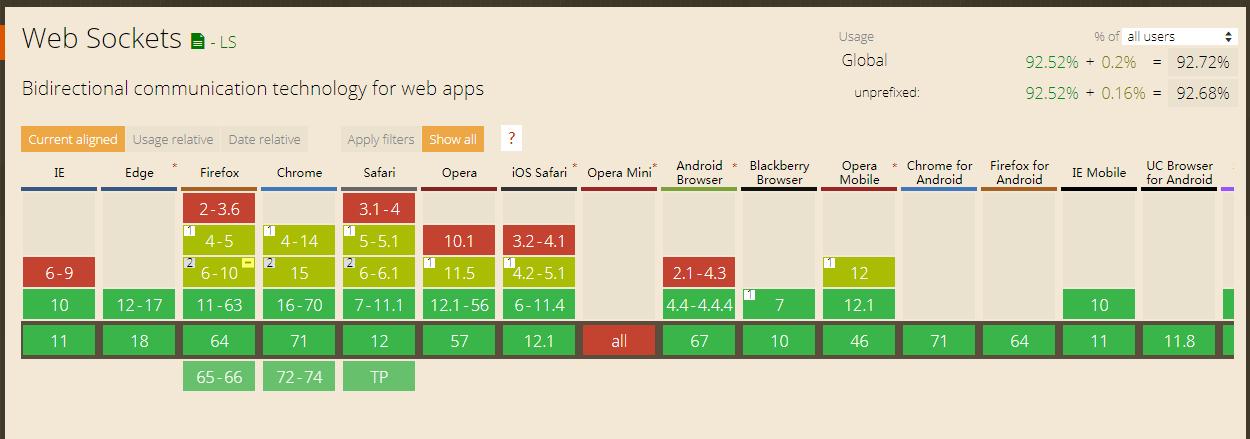 Web Sockets - LS
Usage % of all users
Global 92.52% + 0.2% = 92.72%
unprefixed: 92.52% + 0.16% = 92.68%
Bidirectional communication technology for web apps
Current aligned Usage relative Date relative Apply filters Show all ?
IE Edge * Firefox Chrome Safari Opera iOS Safari * Opera Mini * Android Browser * Blackberry Browser Opera Mobile * Chrome for Android Firefox for Android IE Mobile UC Browser for Android
2-3.6 3.1-4
1 4-5 1 4-14 1 5-5.1 10.1 3.2-4.1
6-9 2 6-10 - 2 15 2 6-6.1 1 11.5 1 4.2-5.1 2.1-4.3 1 12
10 12-17 11-63 16-70 7-11.1 12.1-56 6-11.4 4.4-4.4.4 1 7 12.1 10
11 18 64 71 12 57 12.1 all 67 10 46 71 64 11 11.8
65-66 72-74 TP